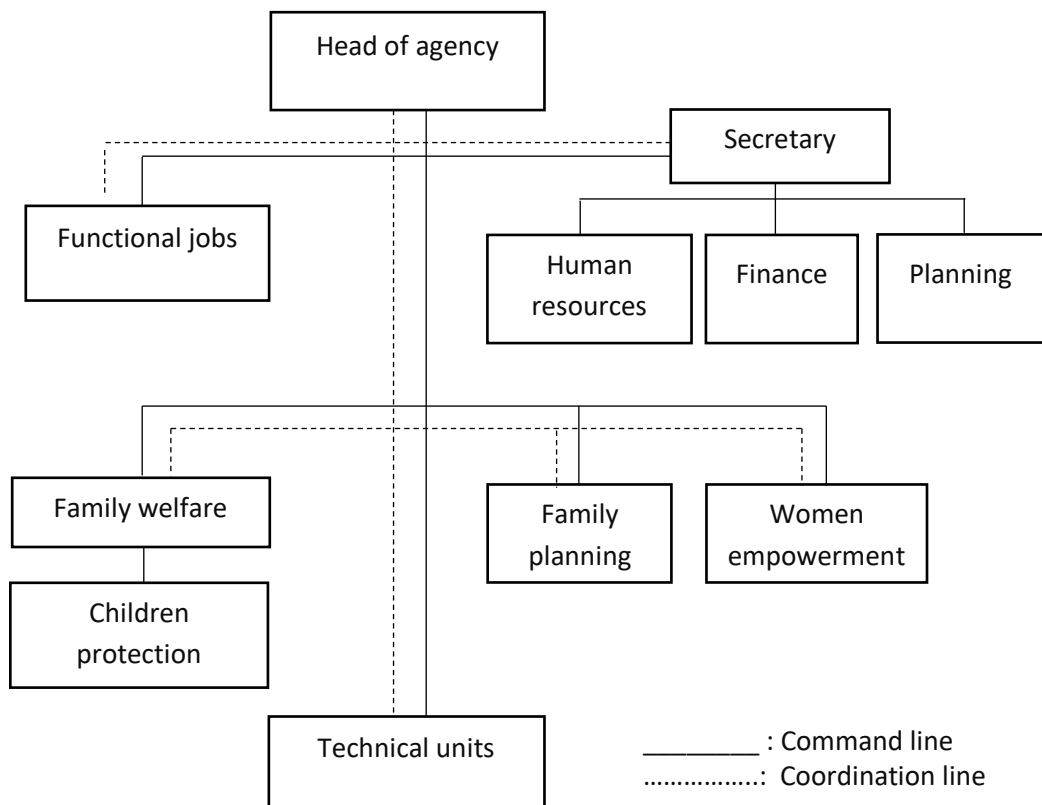 Head of agency
Secretary
Functional jobs
Human
resources
Finance
Planning
Family welfare
Family
planning
Women
empowerment
Children
protection
Technical units
_________ : Command line
……………..: Coordination line